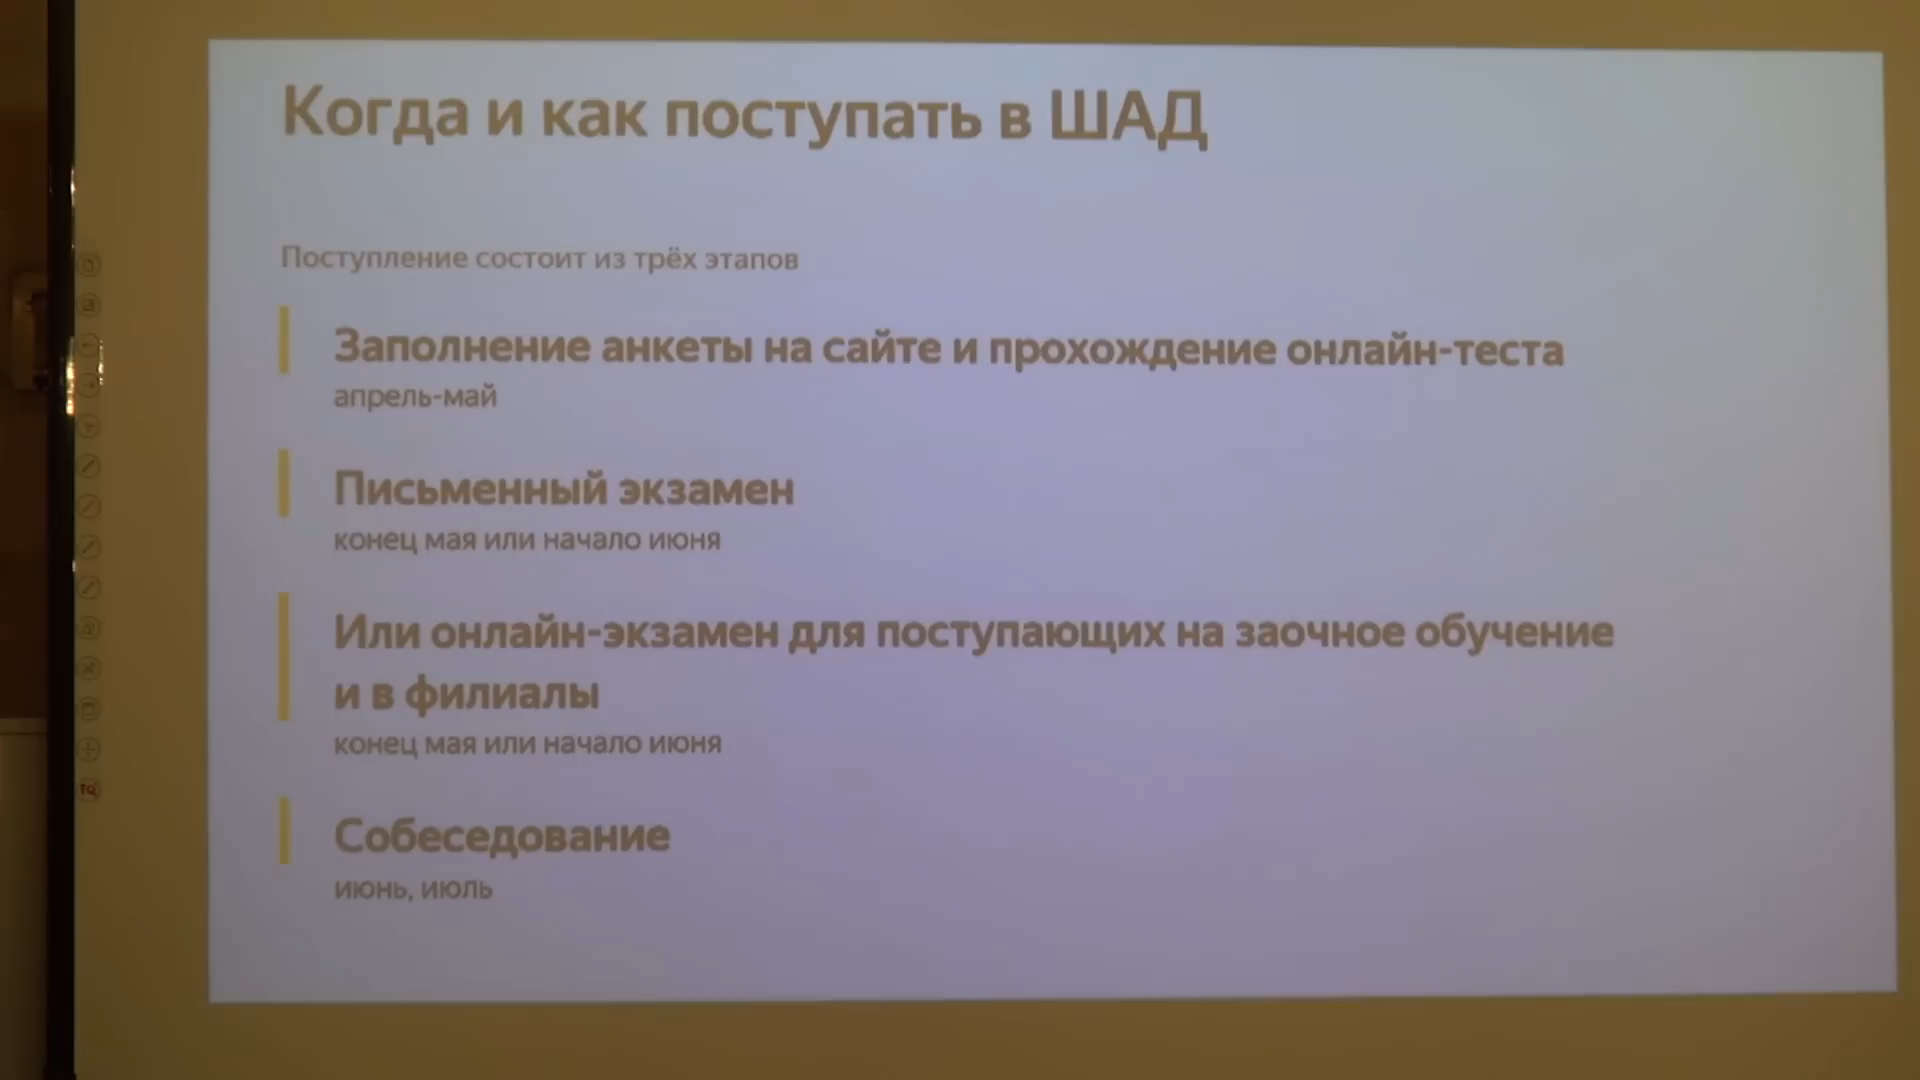 Когда и как поступать в ШАД
Поступление состоит из трёх этапов
Заполнение анкеты на сайте и прохождение онлайн-теста
апрель-май
Письменный экзамен
конец мая или начало июня
Или онлайн-экзамен для поступающих на заочное обучение
и в филиалы
конец мая или начало июня
Собеседование
июнь, июль